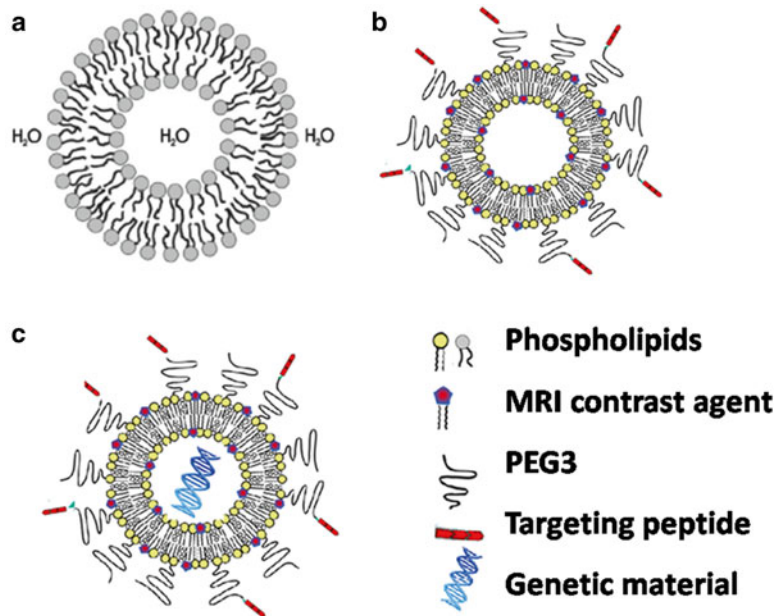 a
H₂O
H₂O
H₂O
b
c
Phospholipids
MRI contrast agent
PEG3
Targeting peptide
Genetic material